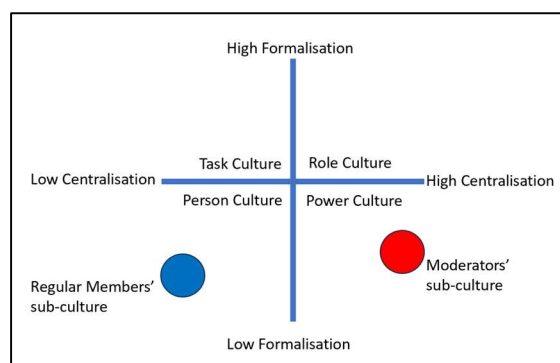 High Formalisation
Task Culture
Role Culture
Low Centralisation
High Centralisation
Person Culture
Power Culture
Regular Members’
sub-culture
Moderators’
sub-culture
Low Formalisation